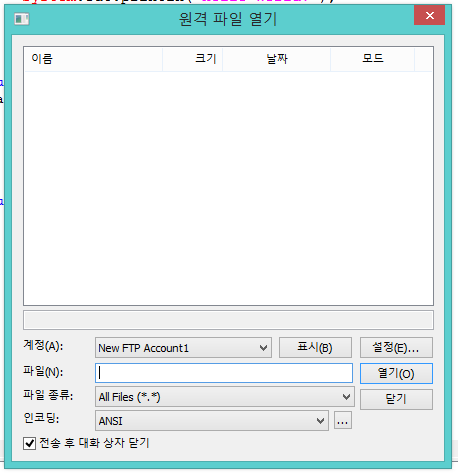 원격 파일 열기
이름 크기 날짜 모드
계정(A): New FTP Account1 표시(B) 설정(E)...
파일(N): 열기(O)
파일 종류: All Files (*.*) 닫기
인코딩: ANSI ...
전송 후 대화 상자 닫기